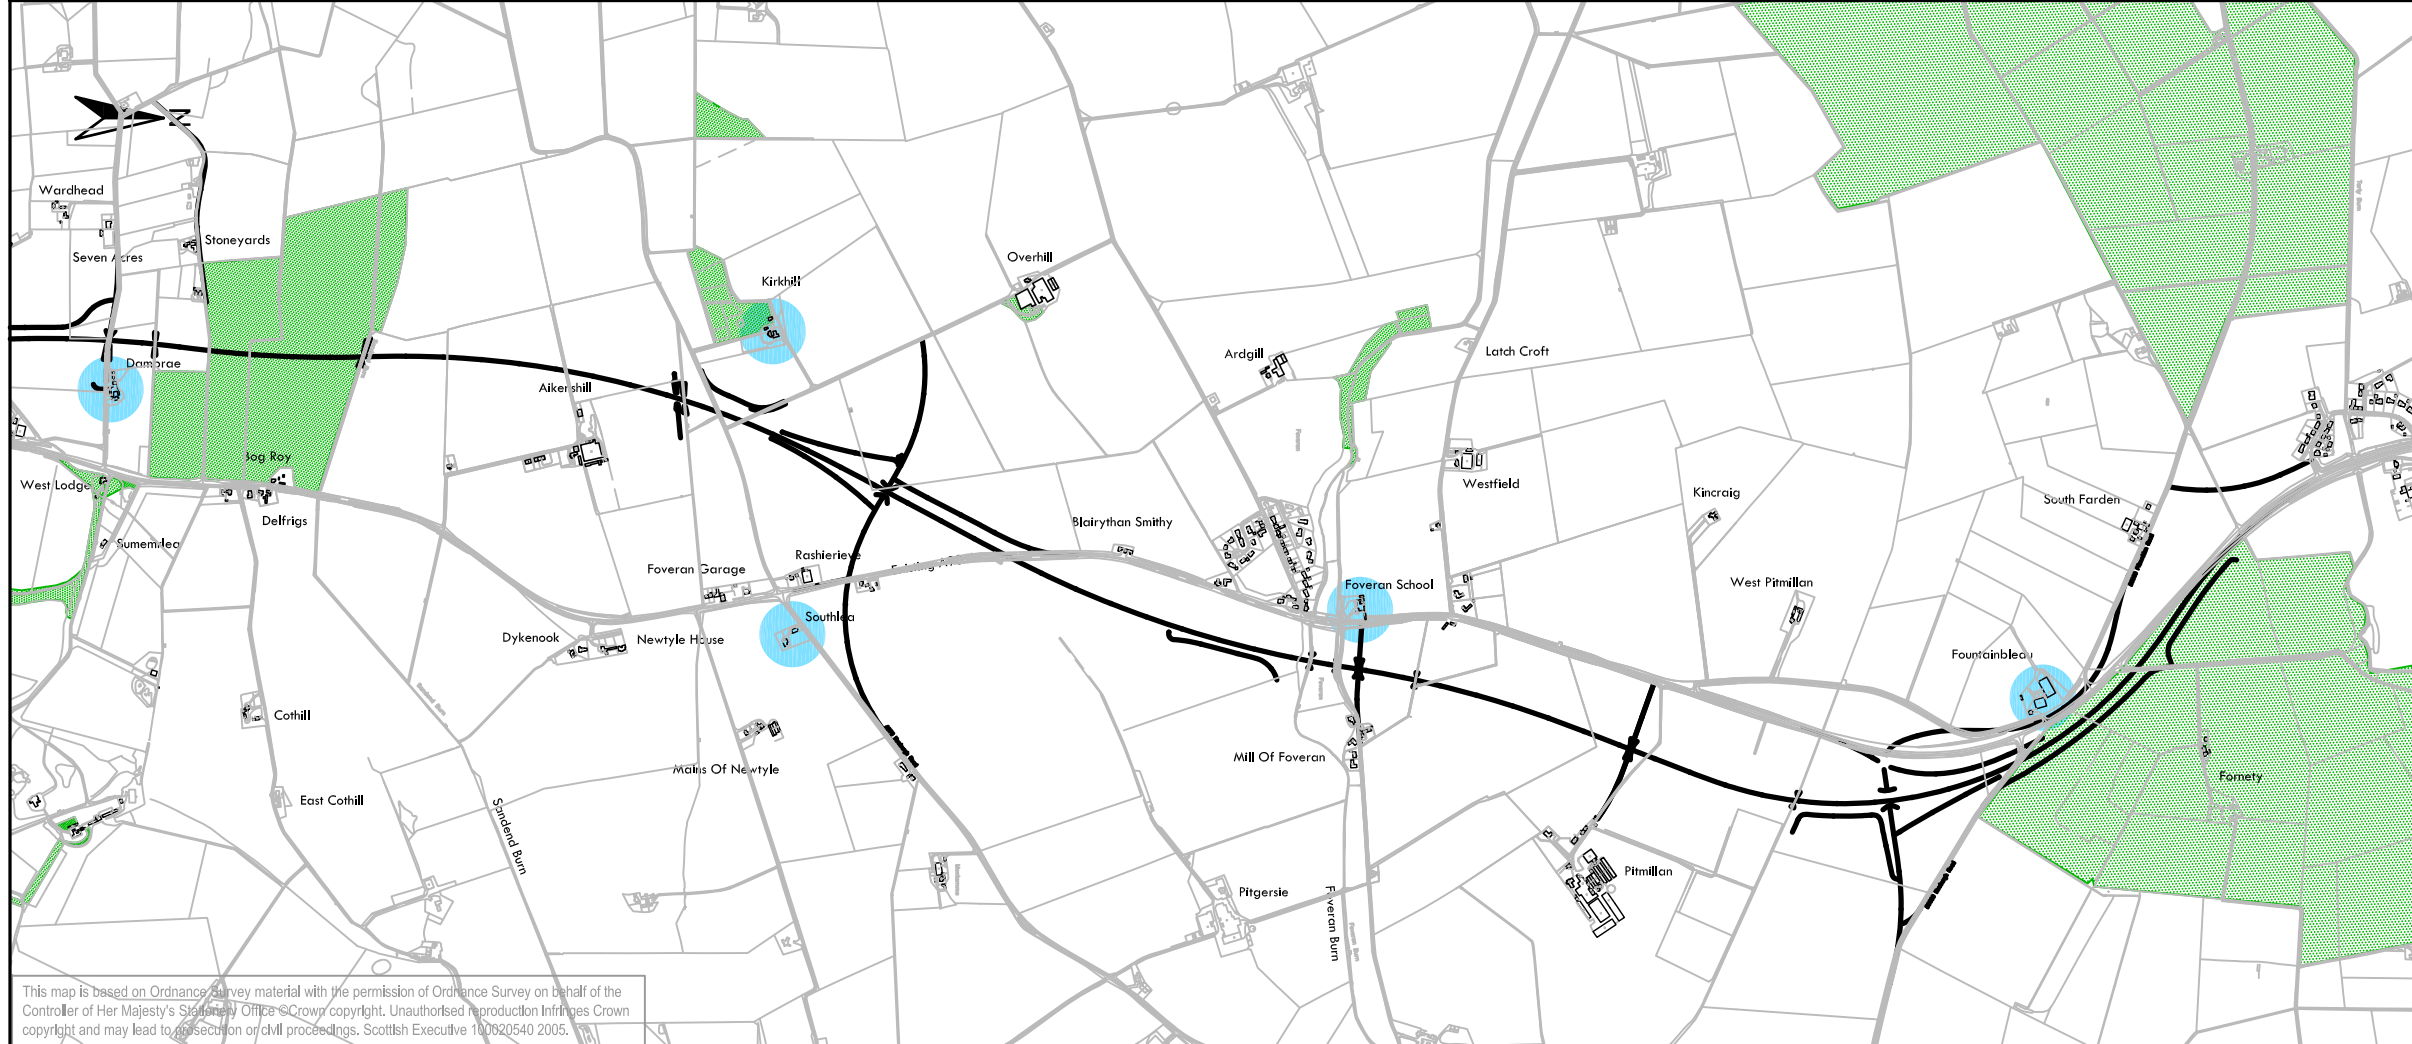 Wardhead
Stoneyards
Seven Acres
Kirkhill
Overhill
Dambrae
Ardgill
Latch Croft
Aikenshill
Bog Roy
West Lodge
Westfield
Kincraig
South Farden
Delfrigs
Blairythan Smithy
Rashierieve
Foveran Garage
Foveran School
West Pitmillan
Southlea
Dykenook
Newtyle House
Fountainbleau
Cothill
Mill Of Foveran
Mains Of Newtyle
Fornety
East Cothill
Sandend Burn
Pitmillan
Pitgersie
Foveran Burn
This map is based on Ordnance Survey material with the permission of Ordnance Survey on behalf of the
Controller of Her Majesty's Stationery Office ©Crown copyright. Unauthorised reproduction infringes Crown
copyright and may lead to prosecution or civil proceedings. Scottish Executive 100020540 2005.